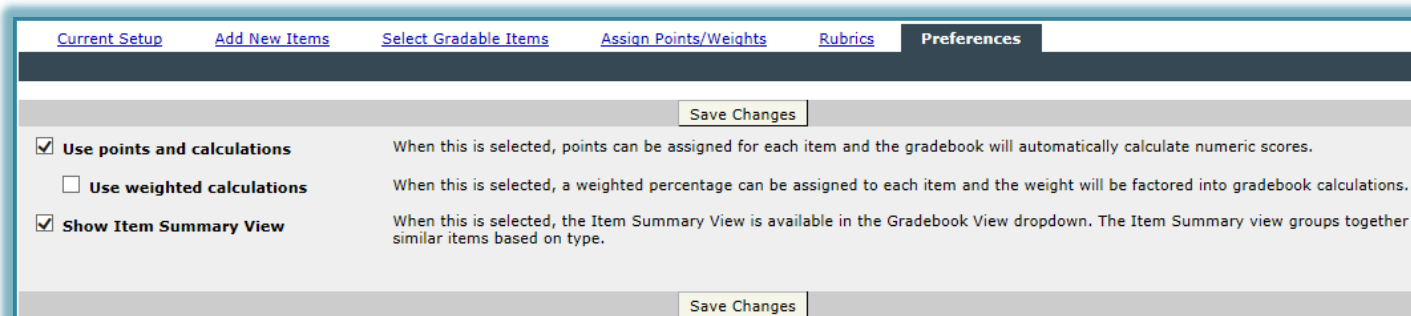 Current Setup Add New Items Select Gradable Items Assign Points/Weights Rubrics Preferences
Save Changes
Use points and calculations When this is selected, points can be assigned for each item and the gradebook will automatically calculate numeric scores.
Use weighted calculations When this is selected, a weighted percentage can be assigned to each item and the weight will be factored into gradebook calculations.
Show Item Summary View When this is selected, the Item Summary View is available in the Gradebook View dropdown. The Item Summary view groups together
similar items based on type.
Save Changes